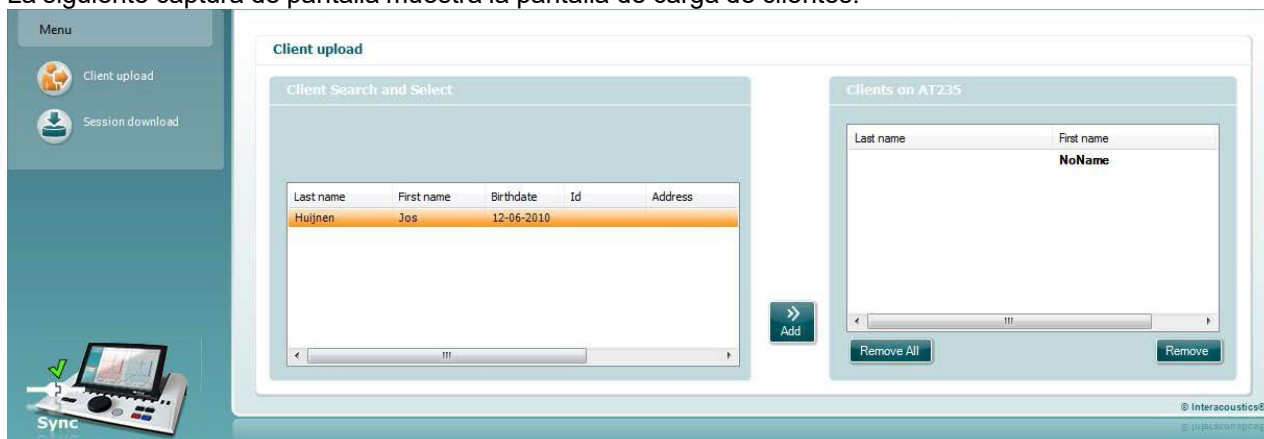 La siguiente captura de pantalla muestra la pantalla de carga de clientes:
Menu
Client upload
Session download
Sync
Client upload
Client Search and Select
Last name First name Birthdate Id Address
Huijnen Jos 12-06-2010
Add
Clients on AT235
Last name First name
NoName
Remove All Remove
© Interacoustics®